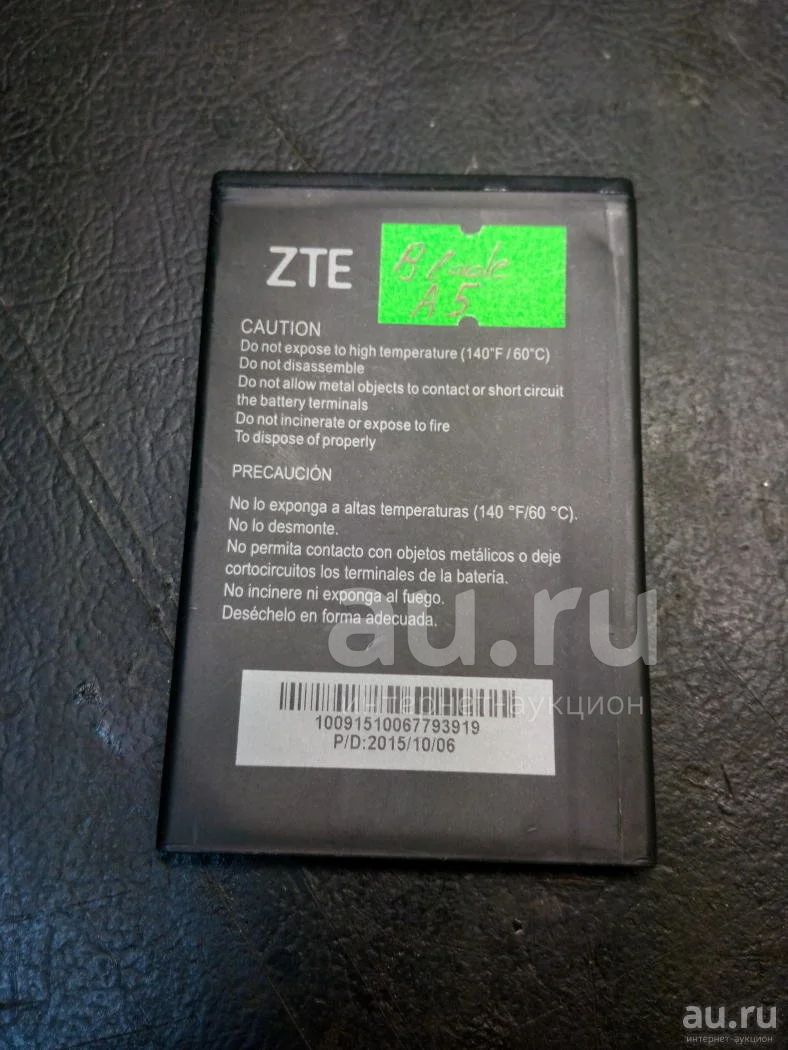 ZTE
Blade
A5
CAUTION
Do not expose to high temperature (140°F / 60°C)
Do not disassemble
Do not allow metal objects to contact or short circuit
the battery terminals
Do not incinerate or expose to fire
To dispose of properly
PRECAUCIÓN
No lo exponga a altas temperaturas (140 °F/60 °C).
No lo desmonte.
No permita contacto con objetos metálicos o deje
cortocircuitos los terminales de la batería.
No incinere ni exponga al fuego.
Deséchelo en forma adecuada.
au.ru
интернет-аукцион
10091510067793919
P/D:2015/10/06
au.ru
интернет-аукцион